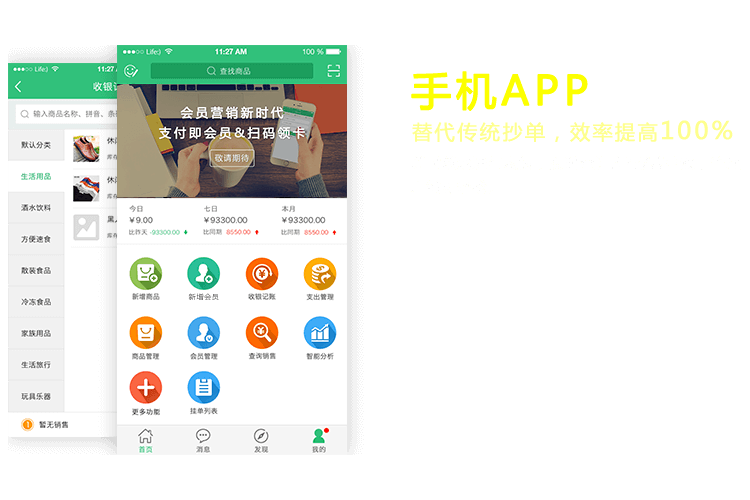 ●●●○○ Life:)
11:27 AM
收银记
输入商品名称、拼音、条
默认分类
生活用品
酒水饮料
方便速食
散装食品
冷冻食品
家族用品
生活旅行
玩具乐器
休闲
库存
休闲
库存
黑人
库存
1
暂无销售
●●●○○ Life:)
11:27 AM
100 %
查找商品
会员营销新时代
支付即会员&扫码领卡
敬请期待
今日
七日
本月
¥9.00
¥93300.00
¥93300.00
比昨天 -93300.00
比同期 8550.00
比同期 8550.00
新增商品
新增会员
收银记账
支出管理
商品管理
会员管理
查询销售
智能分析
更多功能
挂单列表
首页
消息
发现
我的
手机APP
替代传统抄单，效率提高100%